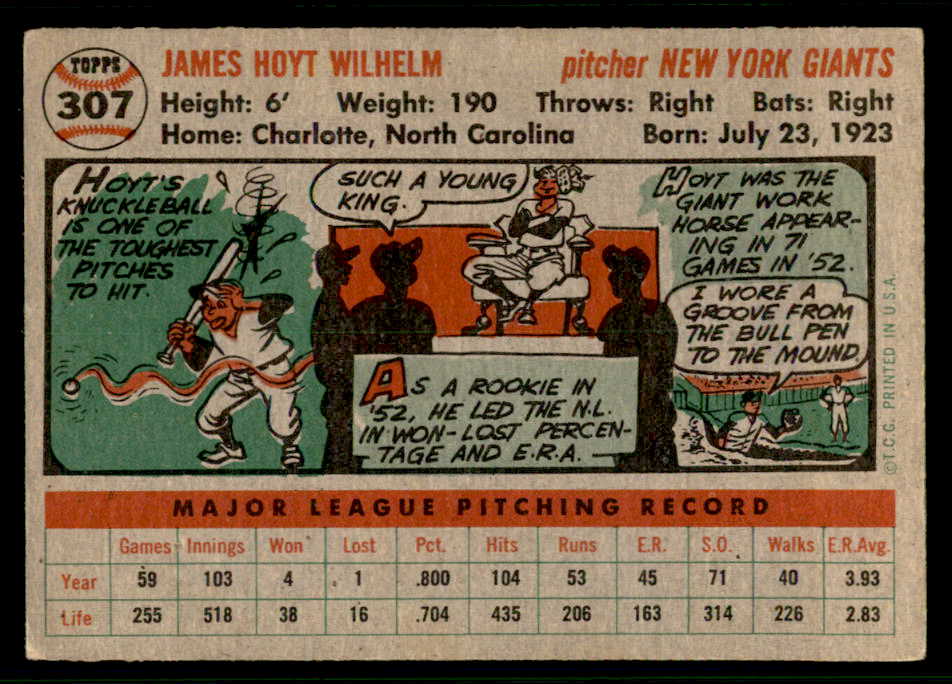 TOPPS
307
JAMES HOYT WILHELM
pitcher NEW YORK GIANTS
Height: 6' Weight: 190 Throws: Right Bats: Right
Home: Charlotte, North Carolina Born: July 23, 1923
HOYT'S
KNUCKLEBALL
IS ONE OF
THE TOUGHEST
PITCHES
TO HIT.
SUCH A YOUNG
KING.
AS A ROOKIE IN
'52, HE LED THE N.L.
IN WON-LOST PERCEN-
TAGE AND E.R.A.
HOYT WAS THE
GIANT WORK
HORSE APPEAR-
ING IN 71
GAMES IN '52.
I WORE A
GROOVE FROM
THE BULL PEN
TO THE MOUND.
©T.C.G. PRINTED IN U.S.A.
MAJOR LEAGUE PITCHING RECORD
Games Innings Won Lost Pct. Hits Runs E.R. S.O. Walks E.R.Avg.
Year 59 103 4 1 .800 104 53 45 71 40 3.93
Life 255 518 38 16 .704 435 206 163 314 226 2.83